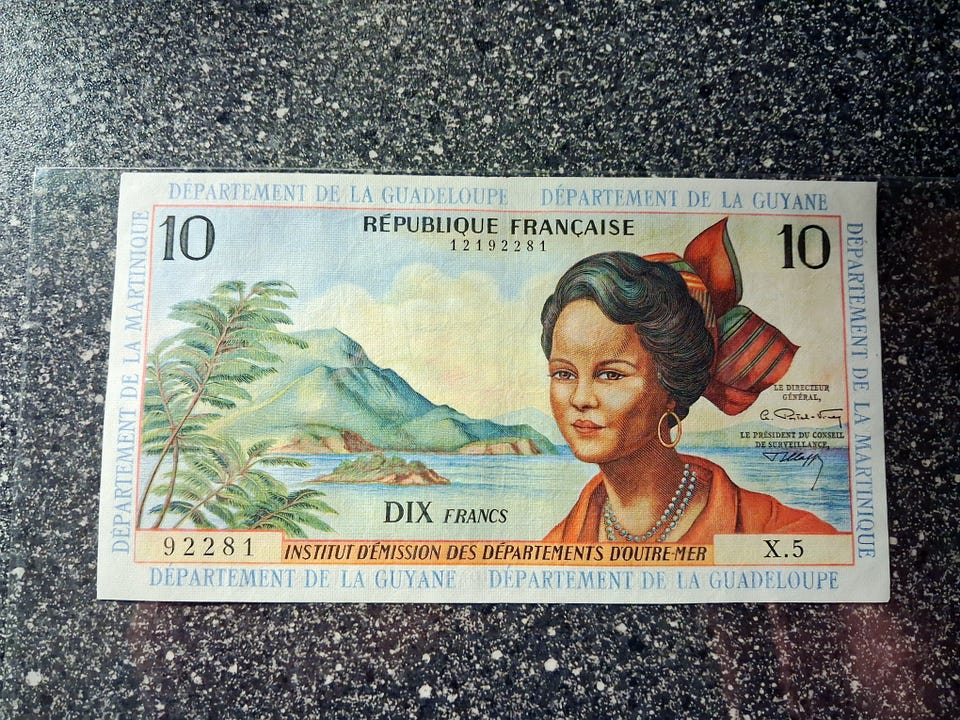 DÉPARTEMENT DE LA GUADELOUPE DÉPARTEMENT DE LA GUYANE
DÉPARTEMENT DE LA MARTINIQUE
10
RÉPUBLIQUE FRANÇAISE
12192281
10
DÉPARTEMENT DE LA MARTINIQUE
LE DIRECTEUR
GÉNÉRAL,
LE PRÉSIDENT DU CONSEIL
DE SURVEILLANCE,
DIX FRANCS
92281
INSTITUT D'ÉMISSION DES DÉPARTEMENTS D'OUTRE-MER
X.5
DÉPARTEMENT DE LA GUYANE DÉPARTEMENT DE LA GUADELOUPE